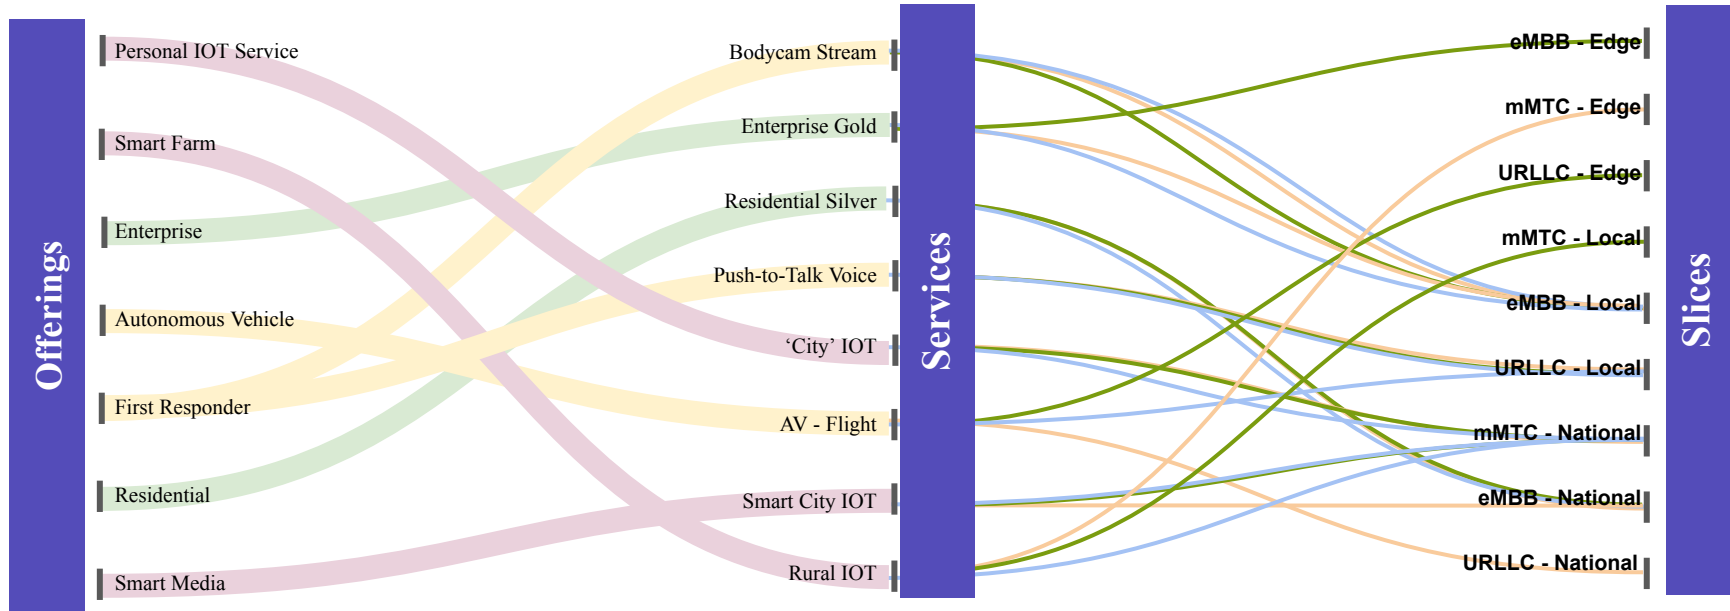 Offerings
Personal IOT Service
Smart Farm
Enterprise
Autonomous Vehicle
First Responder
Residential
Smart Media
Bodycam Stream
Enterprise Gold
Residential Silver
Push-to-Talk Voice
‘City’ IOT
AV - Flight
Smart City IOT
Rural IOT
Services
eMBB - Edge
mMTC - Edge
URLLC - Edge
mMTC - Local
eMBB - Local
URLLC - Local
mMTC - National
eMBB - National
URLLC - National
Slices